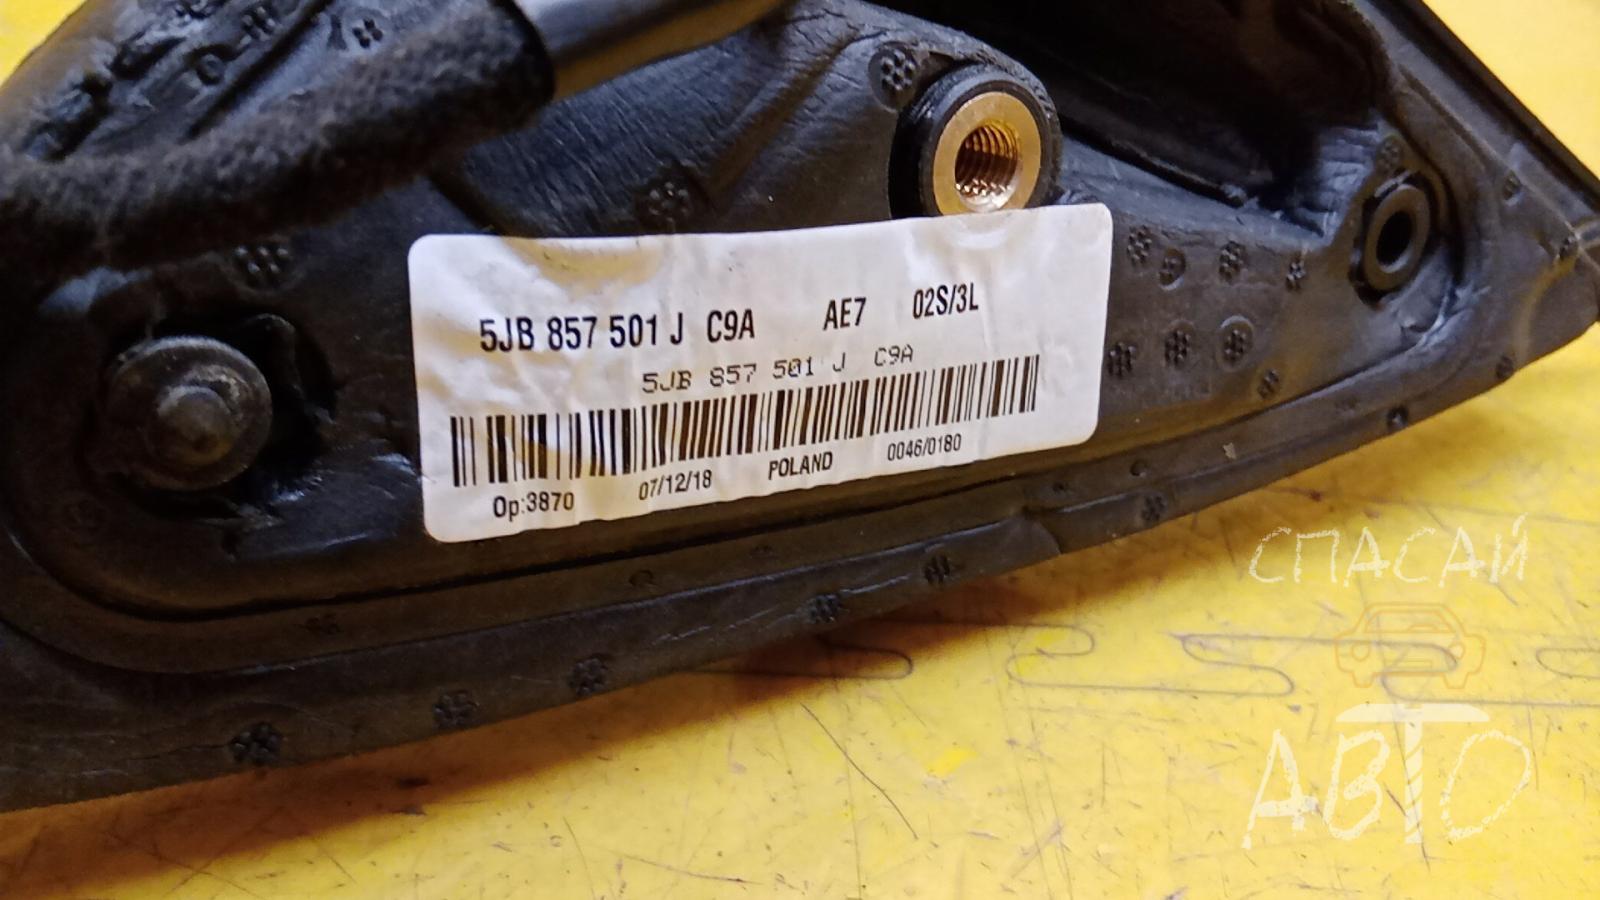 5JB 857 501 J C9A AE7 02S/3L
5JB 857 501 J C9A
Op:3870 07/12/18 POLAND 0046/0180
СПАСАЙ
АВТО